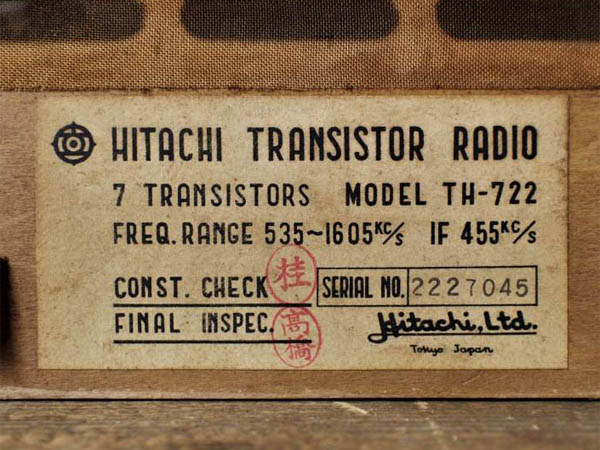 HITACHI TRANSISTOR RADIO
7 TRANSISTORS MODEL TH-722
FREQ. RANGE 535~1605KC/S IF 455KC/S
CONST. CHECK 桂 SERIAL NO. 2227045
FINAL INSPEC. 高橋 Hitachi, Ltd.
Tokyo Japan